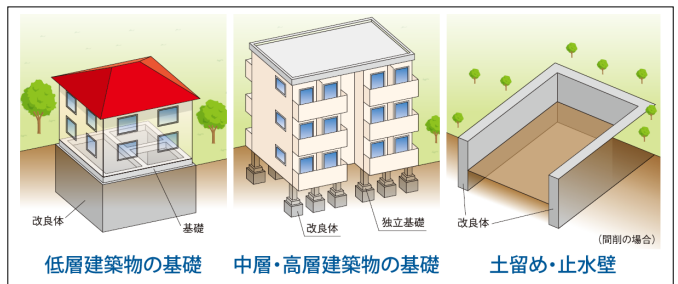 改良体
基礎
低層建築物の基礎
改良体
独立基礎
中層・高層建築物の基礎
改良体
（間削の場合）
土留め・止水壁